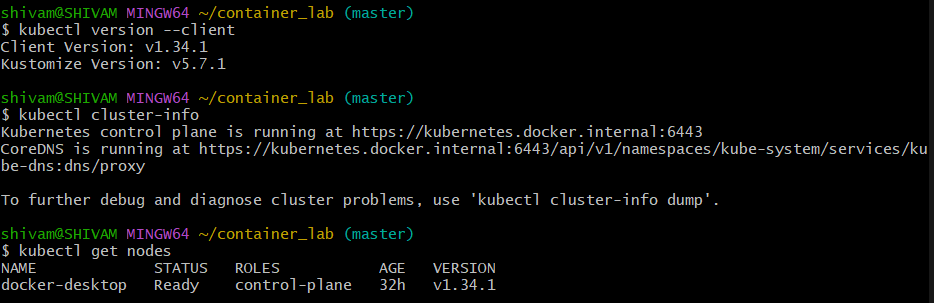 shivam@SHIVAM MINGW64 ~/container_lab (master)
$ kubectl version --client
Client Version: v1.34.1
Kustomize Version: v5.7.1
shivam@SHIVAM MINGW64 ~/container_lab (master)
$ kubectl cluster-info
Kubernetes control plane is running at https://kubernetes.docker.internal:6443
CoreDNS is running at https://kubernetes.docker.internal:6443/api/v1/namespaces/kube-system/services/ku
be-dns:dns/proxy
To further debug and diagnose cluster problems, use 'kubectl cluster-info dump'.
shivam@SHIVAM MINGW64 ~/container_lab (master)
$ kubectl get nodes
NAME STATUS ROLES AGE VERSION
docker-desktop Ready control-plane 32h v1.34.1